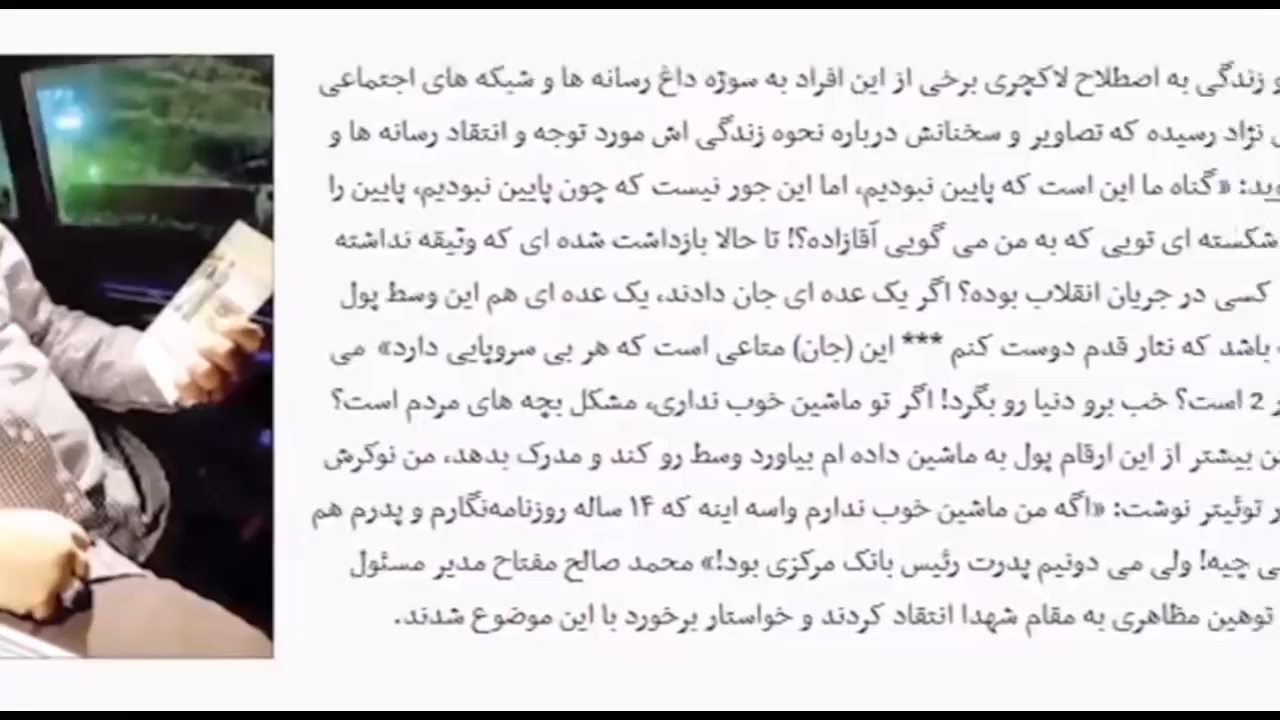 و زندگی به اصطلاح لاکچری برخی از این افراد به سوژه داغ رسانه ها و شبکه های اجتماعی
نژاد رسیده که تصاویر و سخنانش درباره نحوه زندگی اش مورد توجه و انتقاد رسانه ها و
«گناه ما این است که پایین نبودیم، اما این جور نیست که چون پایین نبودیم، پایین را
شکسته ای تویی که به من می گویی آقازاده؟! تا حالا بازداشت شده ای که وثیقه نداشته
کسی در جریان انقلاب بوده؟ اگر یک عده ای جان دادند، یک عده ای هم این وسط پول
باشد که نثار قدم دوست کنم *** این (جان) متاعی است که هر بی سروپایی دارد» می
2 است؟ خب برو دنیا رو بگرد! اگر تو ماشین خوب نداری، مشکل بچه های مردم است؟
بیشتر از این ارقام پول به ماشین داده ام بیاورد وسط رو کند و مدرک بدهد، من نوکرش
توئیتر نوشت: «اگه من ماشین خوب ندارم واسه اینه که ۱۴ ساله روزنامه‌نگارم و پدرم هم
چیه! ولی می دونیم پدرت رئیس بانک مرکزی بود!» محمد صالح مفتاح مدیر مسئول
توهین مظاهری به مقام شهدا انتقاد کردند و خواستار برخورد با این موضوع شدند.